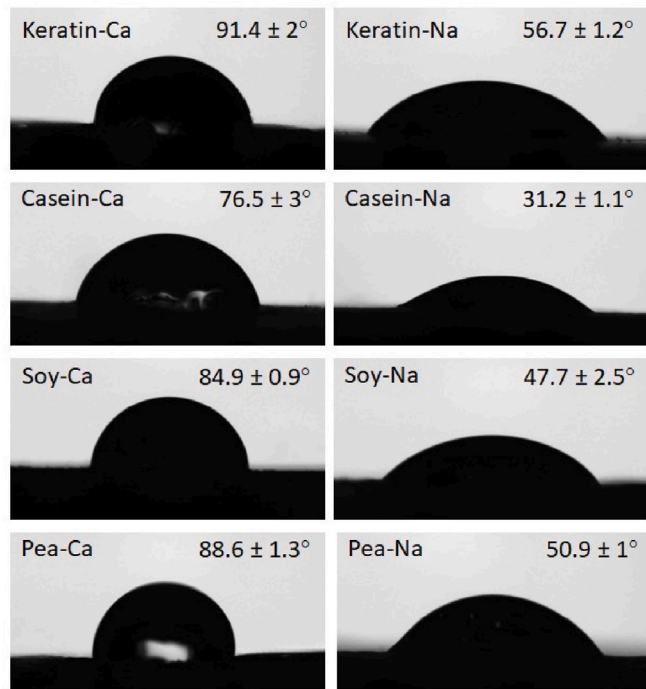 Keratin-Ca 91.4 ± 2°
Keratin-Na 56.7 ± 1.2°
Casein-Ca 76.5 ± 3°
Casein-Na 31.2 ± 1.1°
Soy-Ca 84.9 ± 0.9°
Soy-Na 47.7 ± 2.5°
Pea-Ca 88.6 ± 1.3°
Pea-Na 50.9 ± 1°